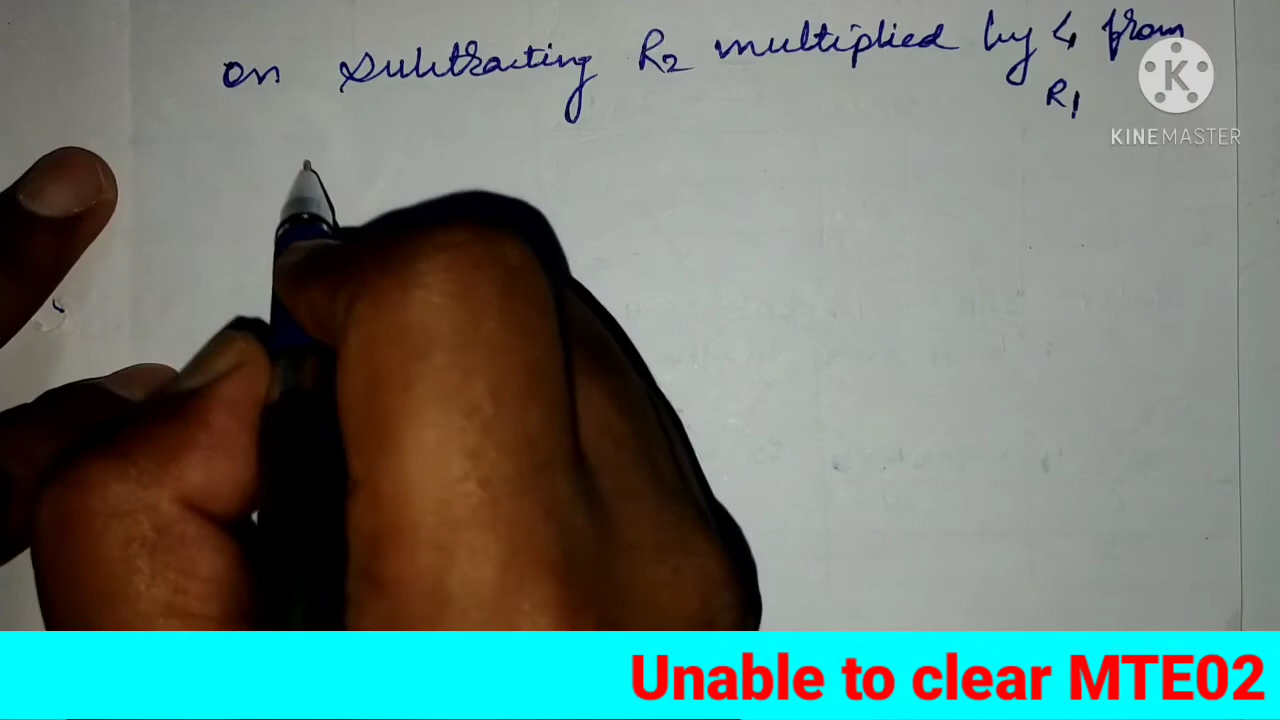 on subtracting R2 multiplied by 4 from
R1
KINEMASTER
Unable to clear MTE02